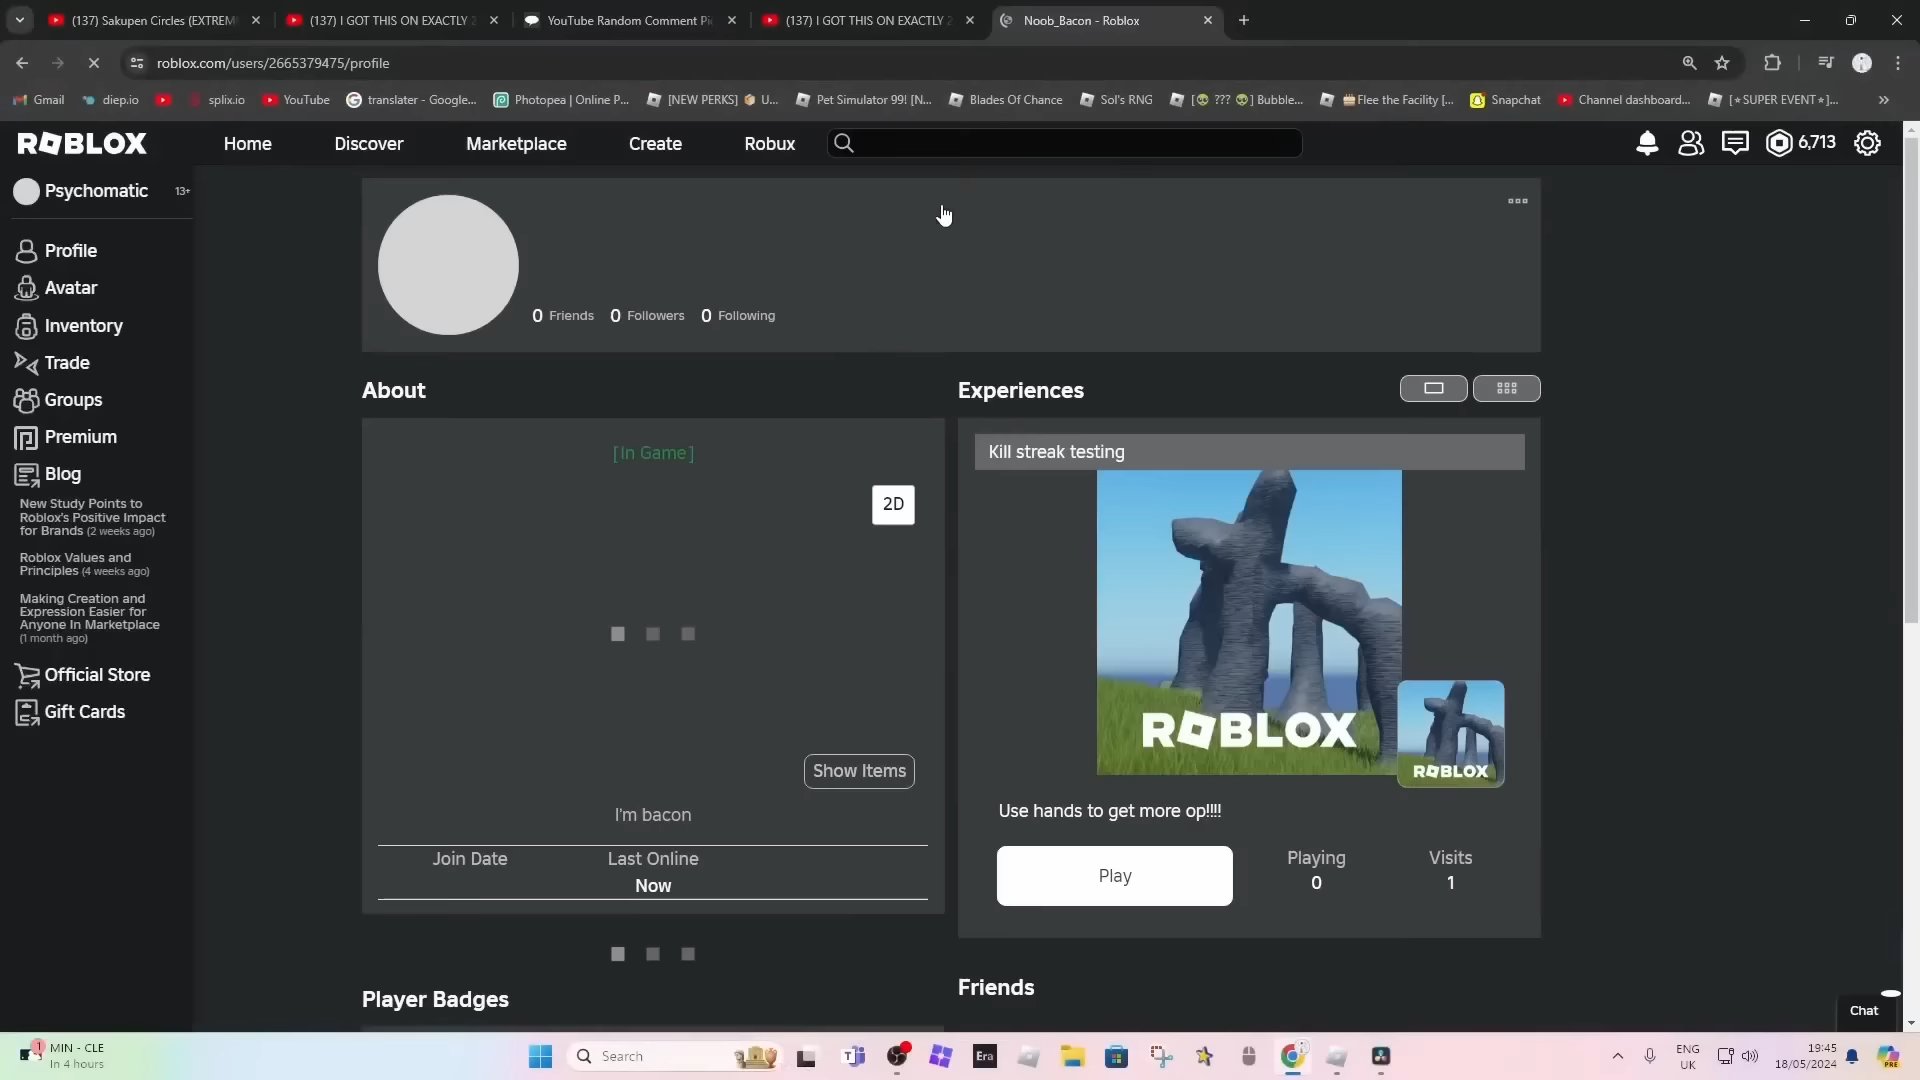 (137) Sakupen Circles (EXTREM
(137) I GOT THIS ON EXACTLY 2
YouTube Random Comment Pi
(137) I GOT THIS ON EXACTLY 2
Noob_Bacon - Roblox
roblox.com/users/2665379475/profile
Gmail
diep.io
splix.io
YouTube
translater - Google...
Photopea | Online P...
[NEW PERKS] 📦 U...
Pet Simulator 99! [N...
Blades Of Chance
Sol's RNG
[💀 ??? 💀] Bubble...
🎂Flee the Facility [...
Snapchat
Channel dashboard...
[⭐SUPER EVENT⭐]...
ROBLOX
Home
Discover
Marketplace
Create
Robux
6,713
Psychomatic
13+
Profile
Avatar
Inventory
Trade
Groups
Premium
Blog
New Study Points to
Roblox's Positive Impact
for Brands (2 weeks ago)
Roblox Values and
Principles (4 weeks ago)
Making Creation and
Expression Easier for
Anyone In Marketplace
(1 month ago)
Official Store
Gift Cards
0 Friends 0 Followers 0 Following
About
[In Game]
2D
Show Items
I'm bacon
Join Date
Last Online
Now
Player Badges
Experiences
Kill streak testing
ROBLOX
ROBLOX
Use hands to get more op!!!!
Play
Playing
0
Visits
1
Friends
Chat
1
MIN - CLE
In 4 hours
Search
Era
ENG
UK
19:45
18/05/2024
PRE